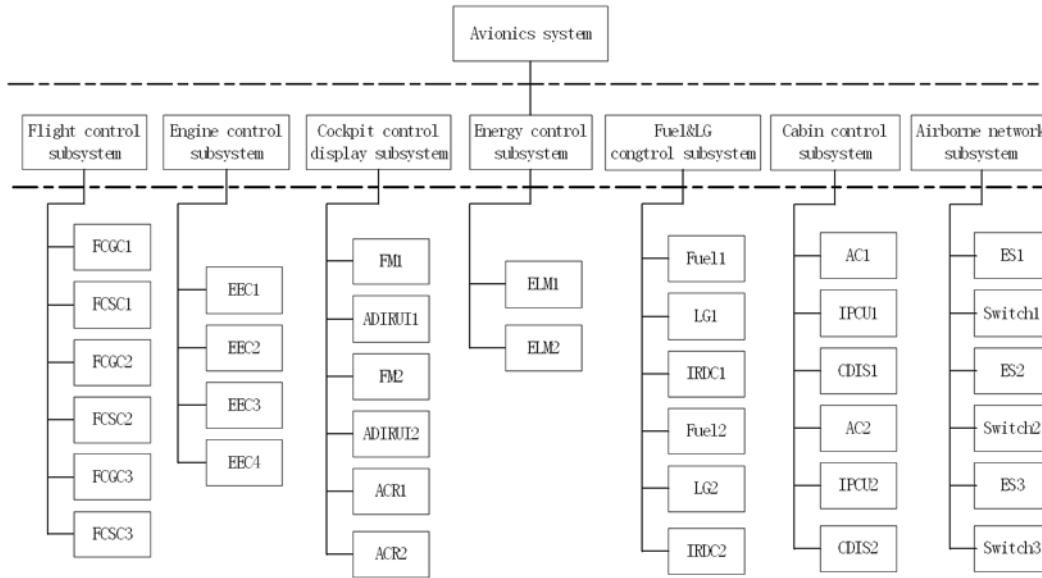 Avionics system
Flight control
subsystem
Engine control
subsystem
Cockpit control
display subsystem
Energy control
subsystem
Fuel&LG
congtrol subsystem
Cabin control
subsystem
Airborne network
subsystem
FCGC1
FCSC1
FCGC2
FCSC2
FCGC3
FCSC3
EEC1
EEC2
EEC3
EEC4
FM1
ADIRUI1
FM2
ADIRUI2
ACR1
ACR2
ELM1
ELM2
Fuel1
LG1
IRDC1
Fuel2
LG2
IRDC2
AC1
IPCU1
CDIS1
AC2
IPCU2
CDIS2
ES1
Switch1
ES2
Switch2
ES3
Switch3